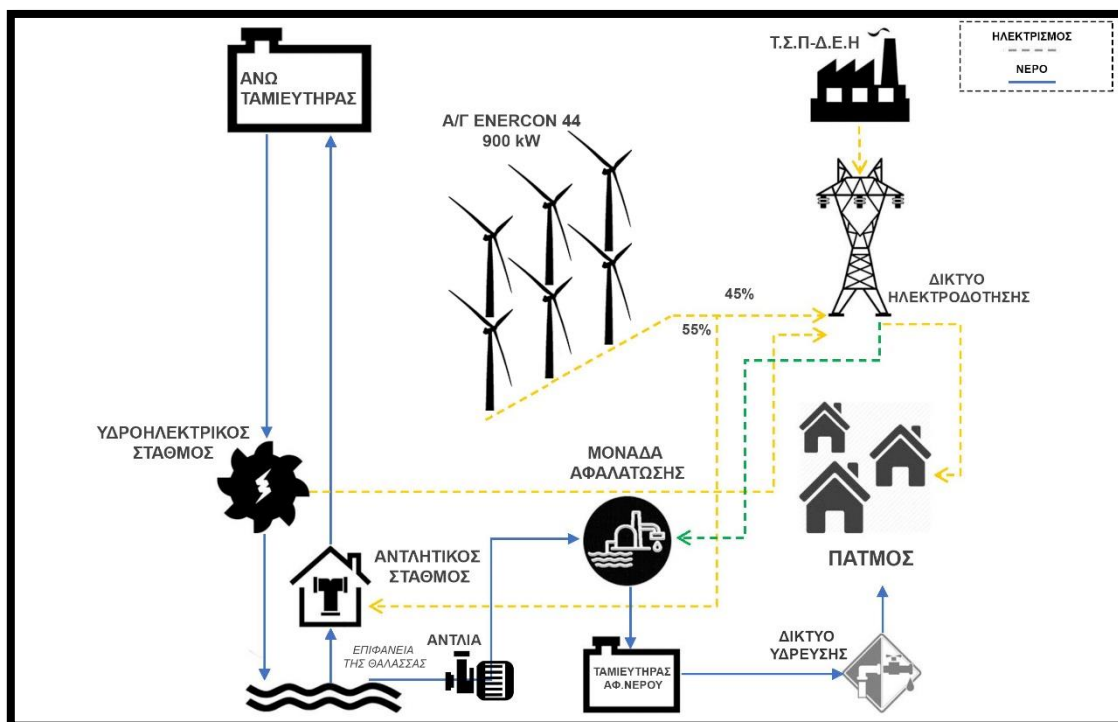 ΑΝΩ
ΤΑΜΙΕΥΤΗΡΑΣ
Α/Γ ENERCON 44
900 kW
Τ.Σ.Π-Δ.Ε.Η
ΗΛΕΚΤΡΙΣΜΟΣ
ΝΕΡΟ
45%
55%
ΔΙΚΤΥΟ
ΗΛΕΚΤΡΟΔΟΤΗΣΗΣ
ΥΔΡΟΗΛΕΚΤΡΙΚΟΣ
ΣΤΑΘΜΟΣ
ΜΟΝΑΔΑ
ΑΦΑΛΑΤΩΣΗΣ
ΑΝΤΛΗΤΙΚΟΣ
ΣΤΑΘΜΟΣ
ΠΑΤΜΟΣ
ΕΠΙΦΑΝΕΙΑ
ΤΗΣ ΘΑΛΑΣΣΑΣ
ΑΝΤΛΙΑ
ΤΑΜΙΕΥΤΗΡΑΣ
ΑΦ.ΝΕΡΟΥ
ΔΙΚΤΥΟ
ΥΔΡΕΥΣΗΣ